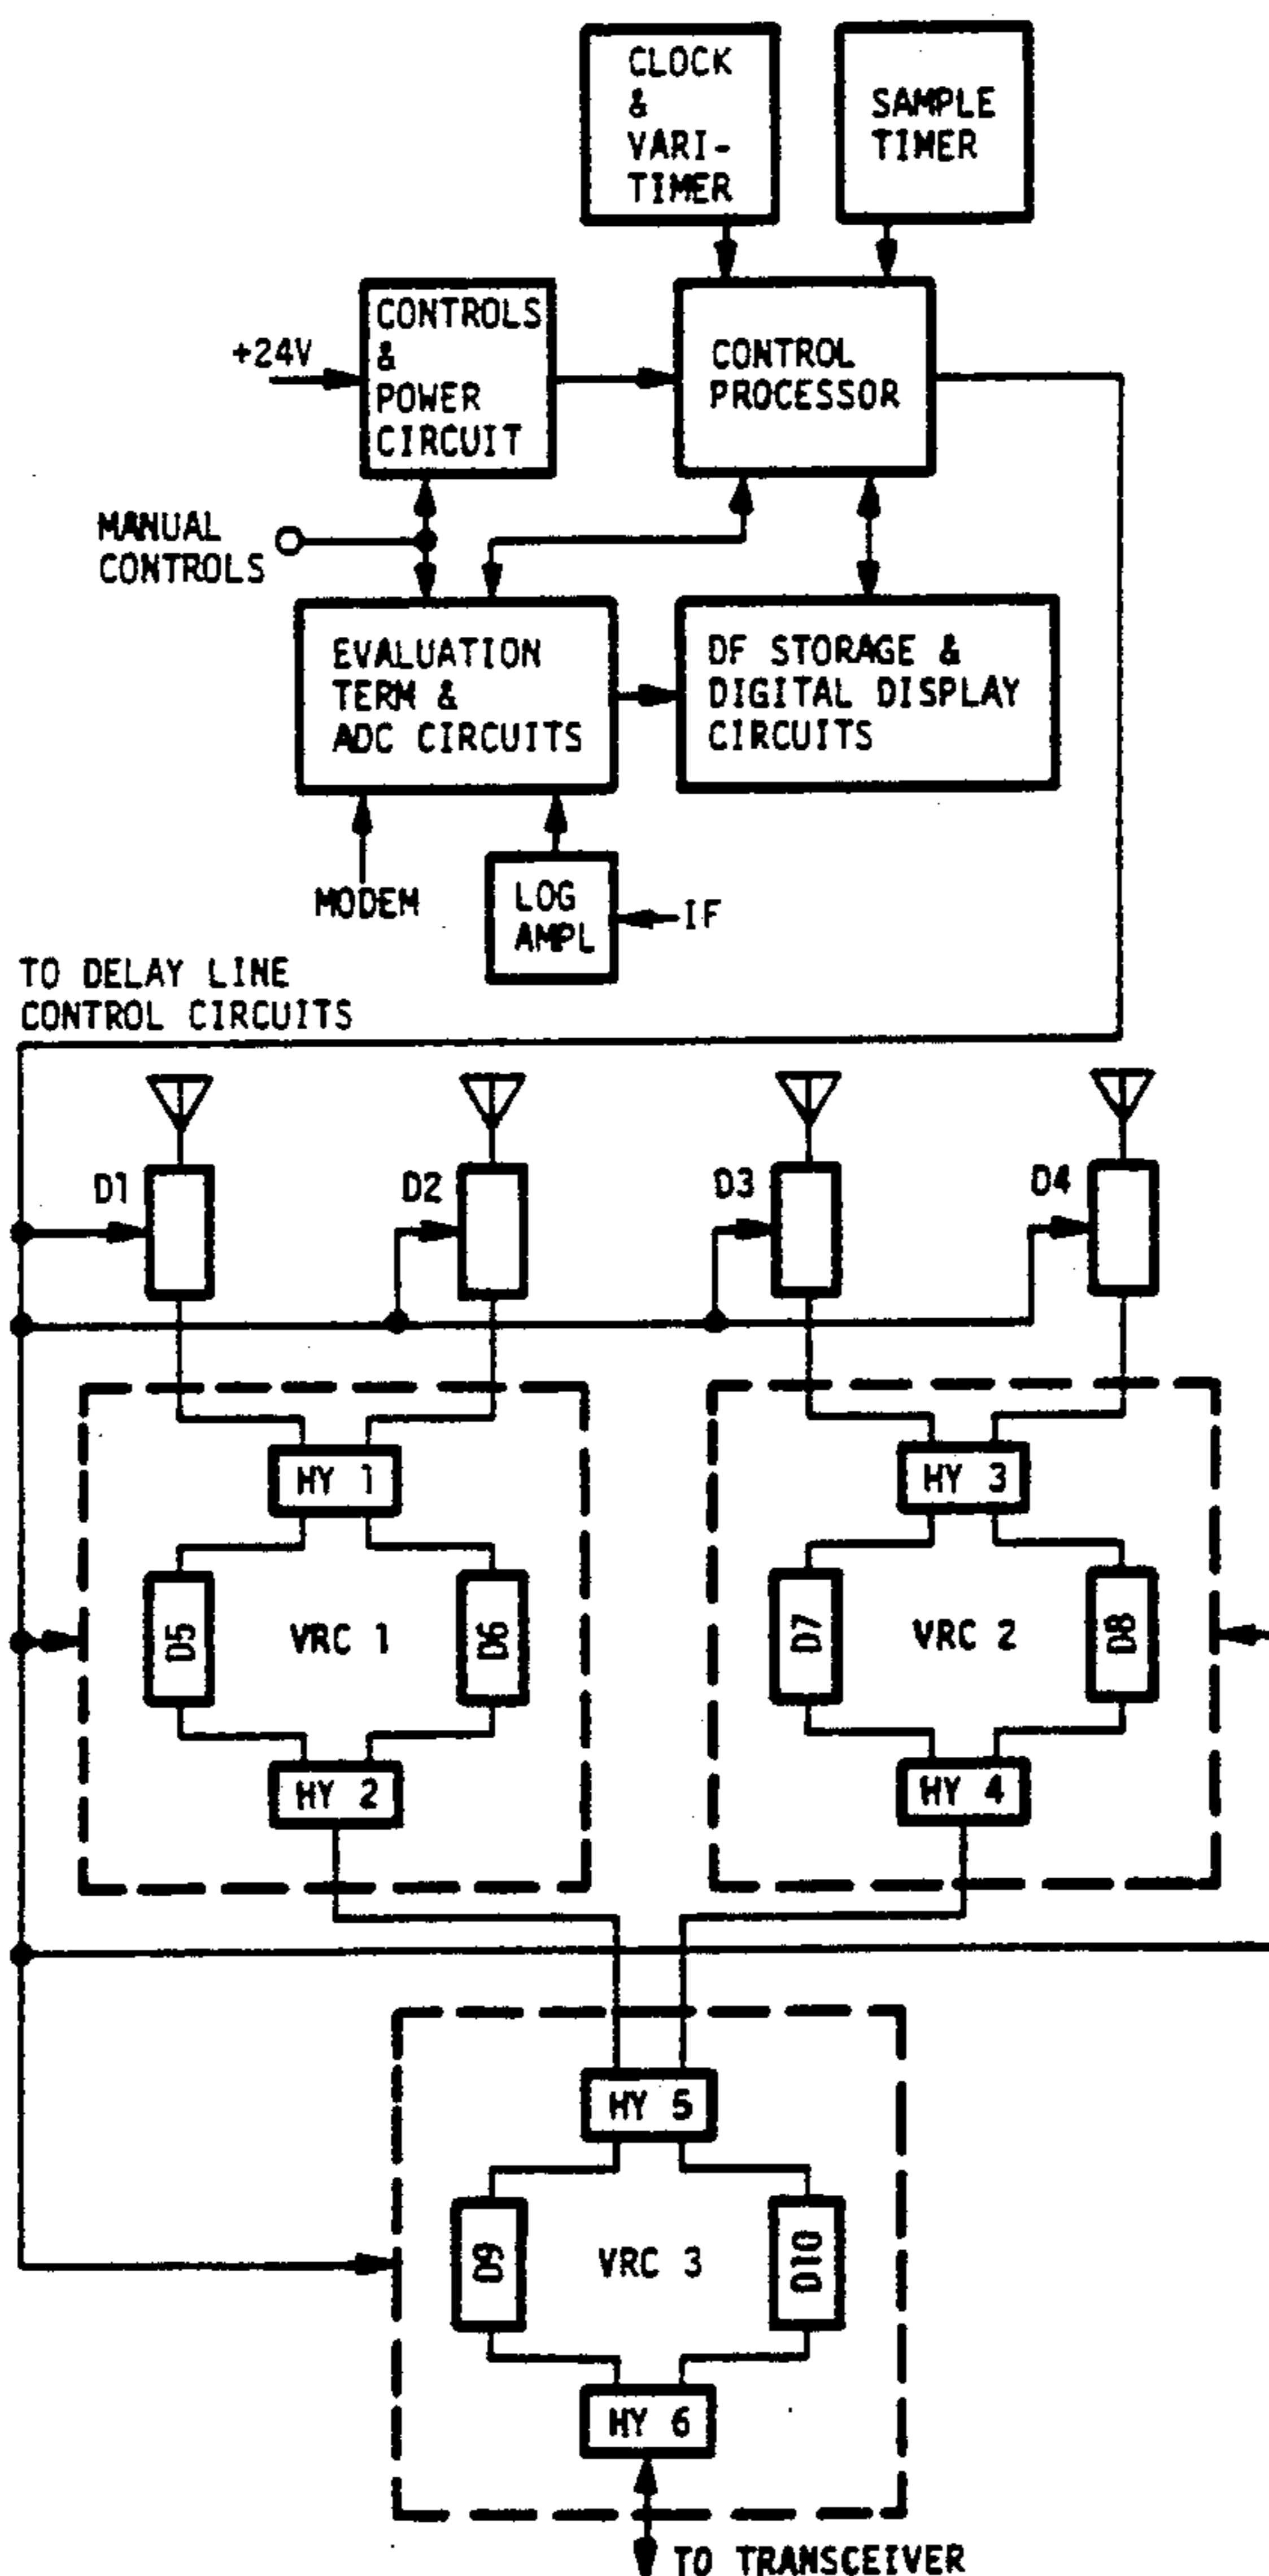 CLOCK
&
VARI-
TIMER
SAMPLE
TIMER
CONTROLS
&
POWER
CIRCUIT
+24V
CONTROL
PROCESSOR
MANUAL
CONTROLS
EVALUATION
TERM &
ADC CIRCUITS
DF STORAGE &
DIGITAL DISPLAY
CIRCUITS
MODEM
LOG
AMPL
IF
TO DELAY LINE
CONTROL CIRCUITS
D1
D2
D3
D4
HY 1
HY 3
D5
VRC 1
D6
D7
VRC 2
D8
HY 2
HY 4
HY 5
D9
VRC 3
D10
HY 6
TO TRANSCEIVER